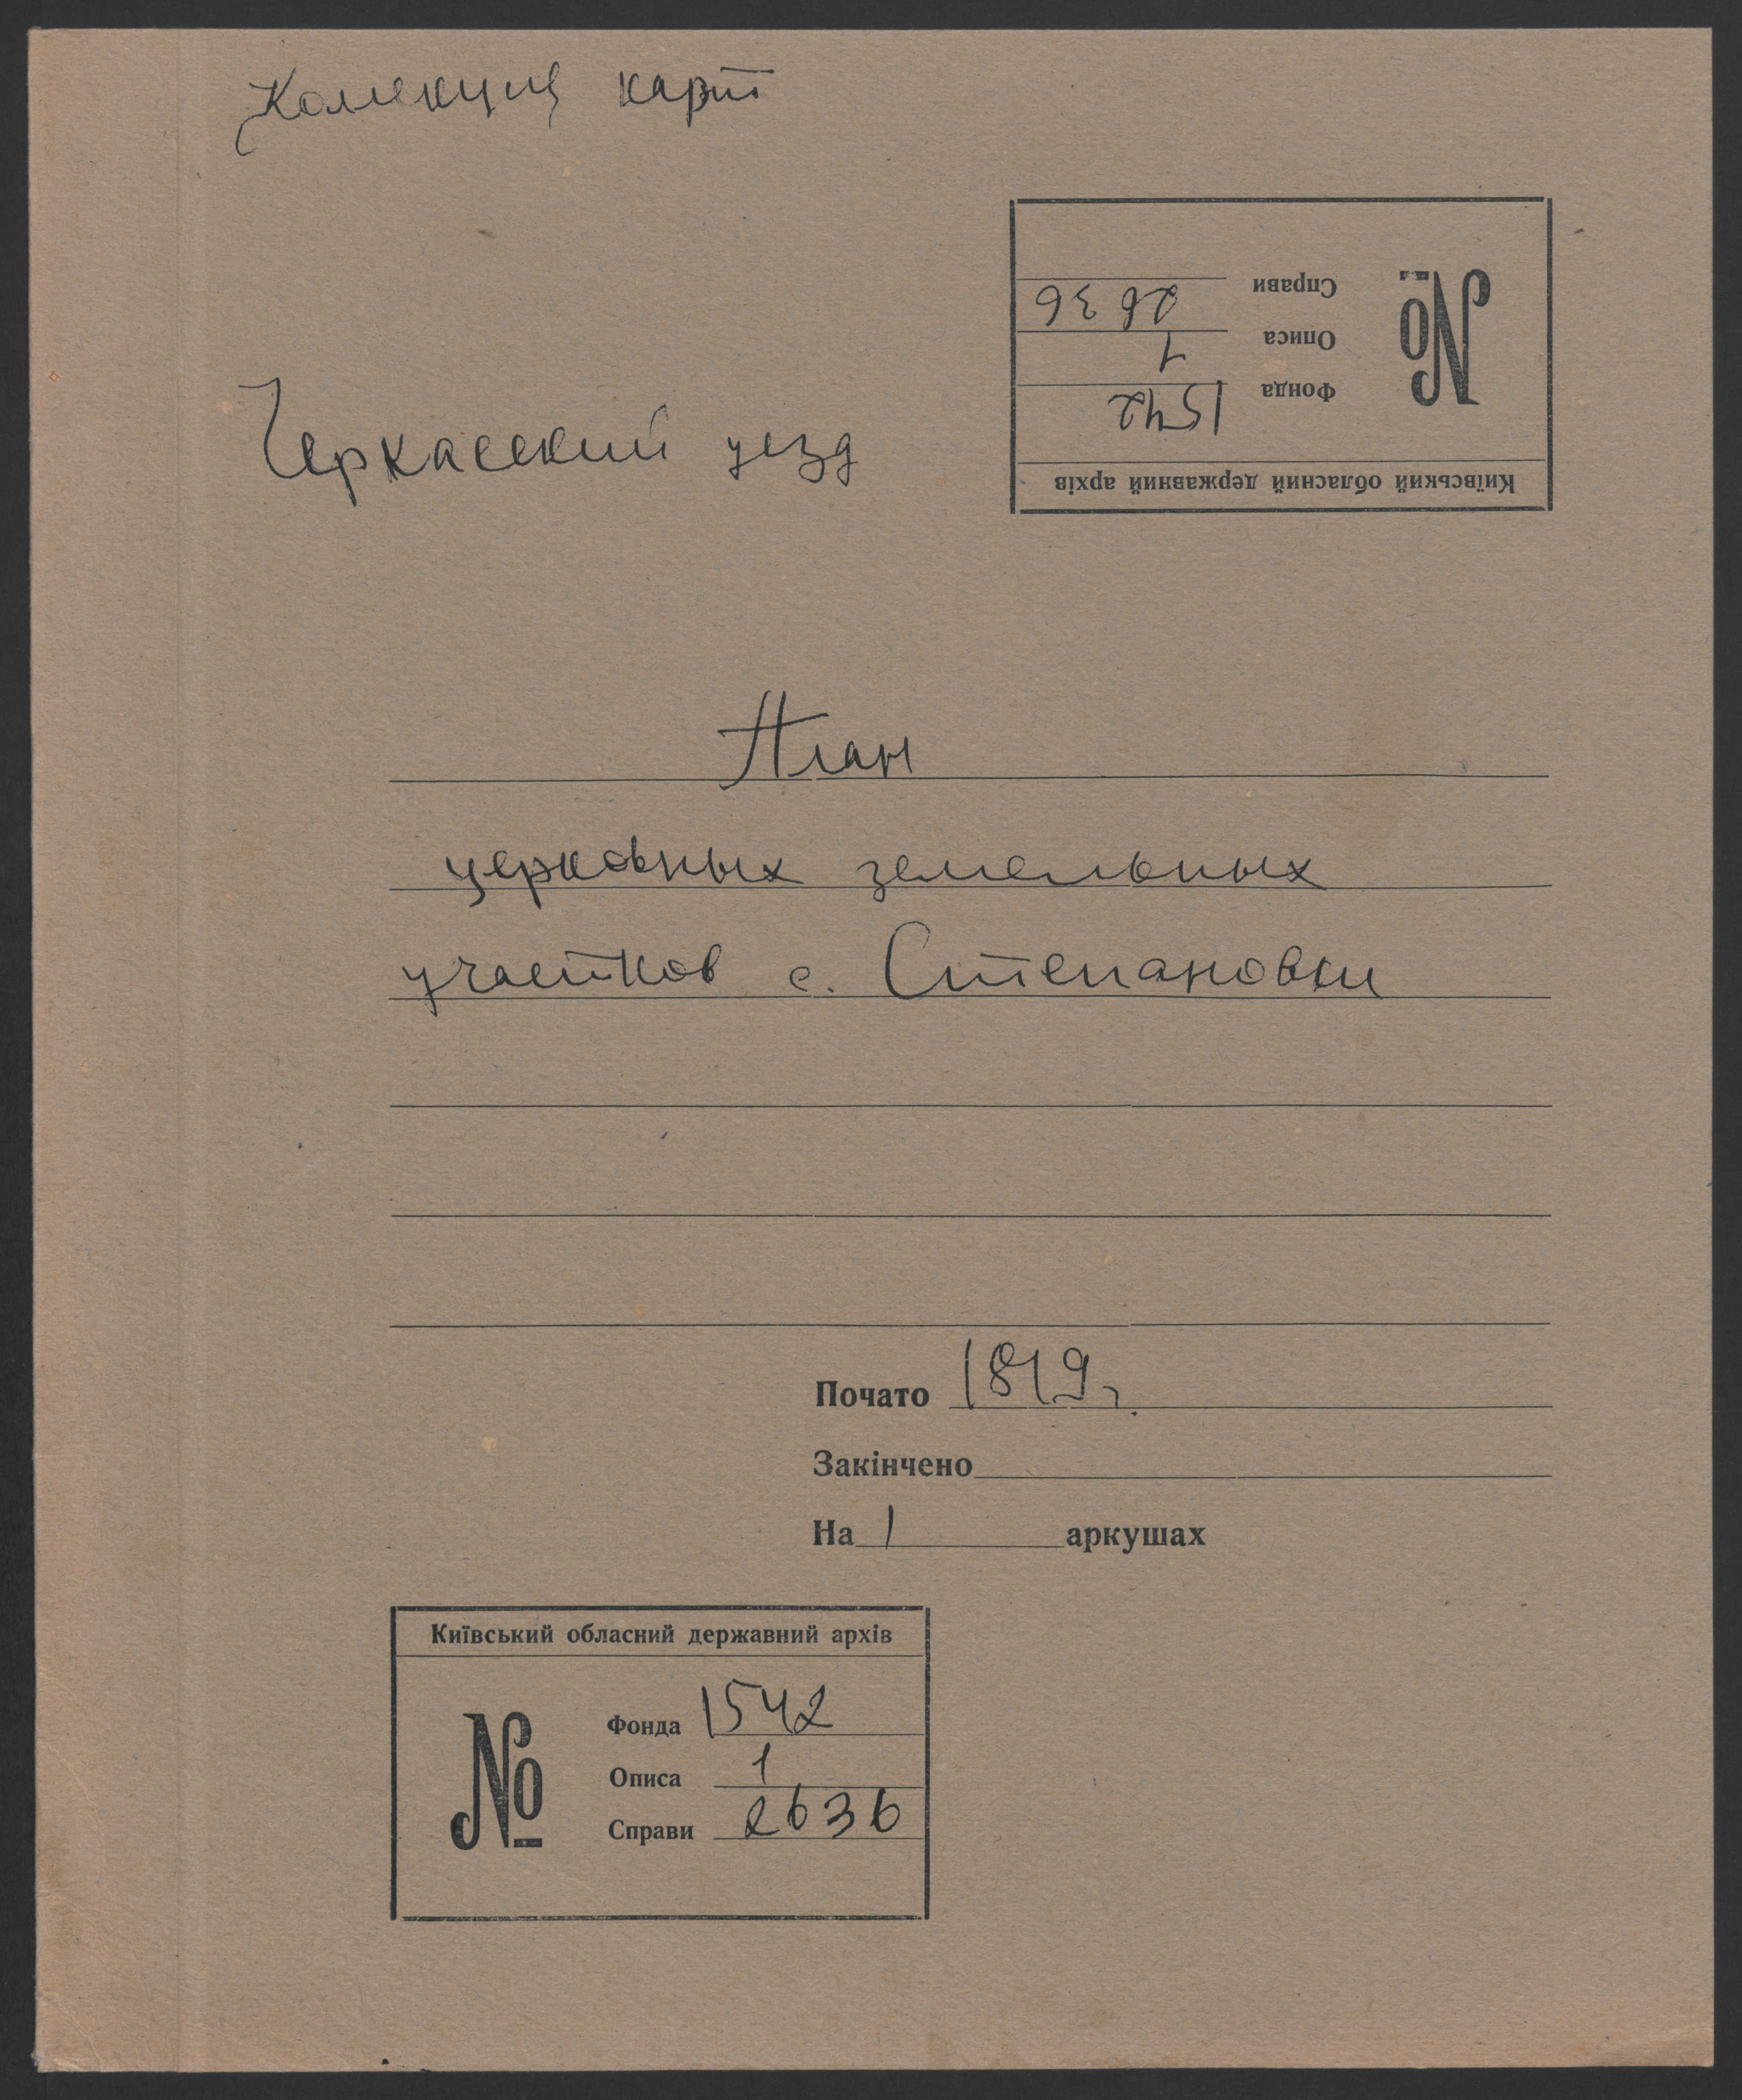 Коллекция карт
Київський обласний державний архів
№
Фонда 1542
Описа 1
Справи 2636
Черкасский уезд
План
церковных земельных
участков с. Степановки
Почато 1819 г.
Закінчено
На 1 аркушах
Київський обласний державний архів
№
Фонда 1542
Описа 1
Справи 2636